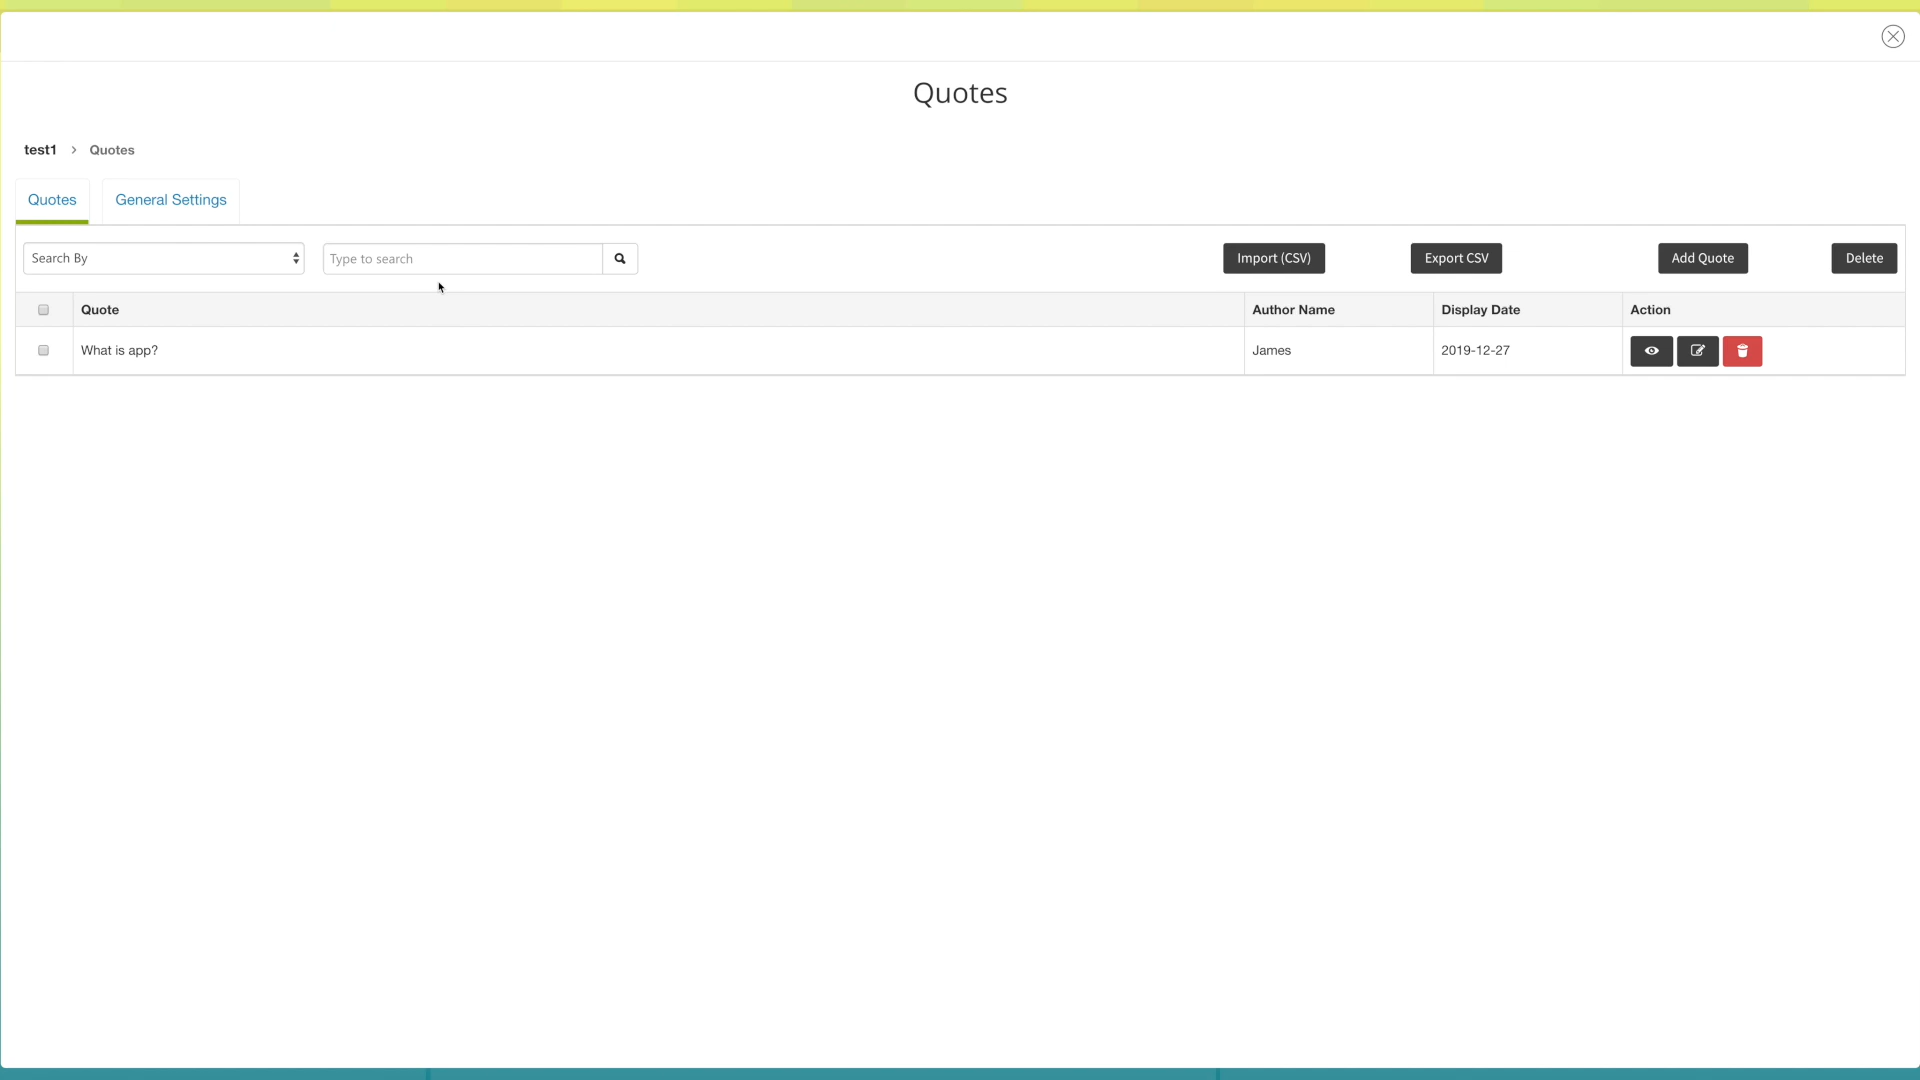 Quotes
test1 > Quotes
Quotes General Settings
Search By Type to search Import (CSV) Export CSV Add Quote Delete
Quote Author Name Display Date Action
What is app? James 2019-12-27